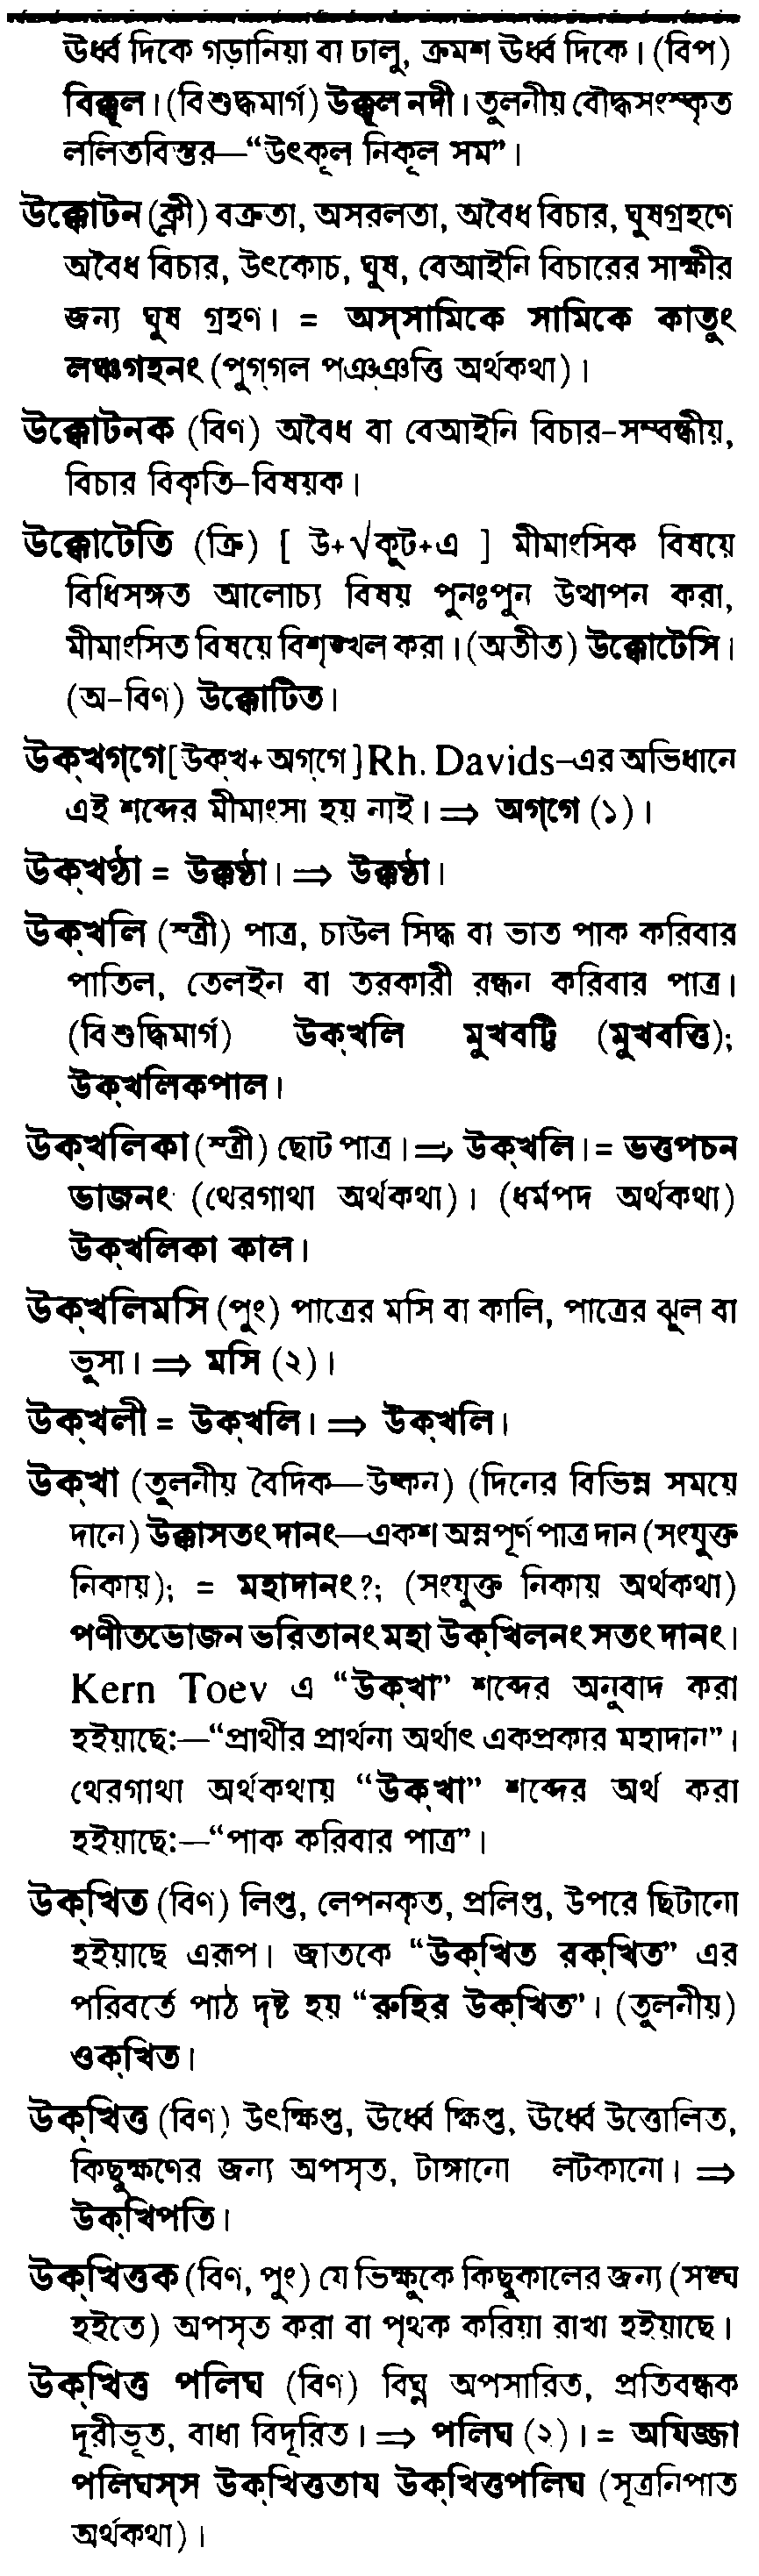 ঊর্ধ্ব দিকে গড়ানিয়া বা ঢালু, ক্রমশ ঊর্ধ্ব দিকে। (বিপ)
বিক্কূল। (বিশুদ্ধমার্গ) উক্কূল নদী। তুলনীয় বৌদ্ধসংস্কৃত
ললিতবিস্তর—“উৎকূল নিকূল সম”।
উক্কোটন (ক্লী) বক্রতা, অসরলতা, অবৈধ বিচার, ঘুষগ্রহণে
অবৈধ বিচার, উৎকোচ, ঘুষ, বেআইনি বিচারের সাক্ষীর
জন্য ঘুষ গ্রহণ। = অস্সামিকে সামিকে কাতুং
লঞ্চগহনং (পুগ্গল পঞ্ঞত্তি অর্থকথা)।
উক্কোটনক (বিণ) অবৈধ বা বেআইনি বিচার-সম্বন্ধীয়,
বিচার বিকৃতি-বিষয়ক।
উক্কোটেতি (ক্রি) [ উ+√কুট+এ ] মীমাংসিক বিষয়ে
বিধিসঙ্গত আলোচ্য বিষয় পুনঃপুন উত্থাপন করা,
মীমাংসিত বিষয়ে বিশৃঙ্খল করা। (অতীত) উক্কোটেসি।
(অ-বিণ) উক্কোটিত।
উক্খগ্গে [উক্খ+অগ্গে] Rh. Davids-এর অভিধানে
এই শব্দের মীমাংসা হয় নাই। ⇒ অগ্গে (১)।
উক্খণ্ঠা = উক্কণ্ঠা। ⇒ উক্কণ্ঠা।
উক্খলি (স্ত্রী) পাত্র, চাউল সিদ্ধ বা ভাত পাক করিবার
পাতিল, তেলইন বা তরকারী রন্ধন করিবার পাত্র।
(বিশুদ্ধিমার্গ) উক্খলি মুখবট্টি (মুখবত্তি);
উক্খলিকপাল।
উক্খলিকা (স্ত্রী) ছোট পাত্র। ⇒ উক্খলি। = ভত্তপচন
ভাজনং (থেরগাথা অর্থকথা)। (ধর্মপদ অর্থকথা)
উক্খলিকা কাল।
উক্খলিমসি (পুং) পাত্রের মসি বা কালি, পাত্রের ঝুল বা
ভুসা। ⇒ মসি (২)।
উক্খলী = উক্খলি। ⇒ উক্খলি।
উক্খা (তুলনীয় বৈদিক—উষ্কন) (দিনের বিভিন্ন সময়ে
দানে) উক্কাসতং দানং—একশ অন্নপূর্ণ পাত্র দান (সংযুক্ত
নিকায়); = মহাদানং?; (সংযুক্ত নিকায় অর্থকথা)
পণীতভোজন ভরিতানং মহা উক্খিলনং সতং দানং।
Kern Toev এ “উক্খা” শব্দের অনুবাদ করা
হইয়াছে:—“প্রার্থীর প্রার্থনা অর্থাৎ একপ্রকার মহাদান”।
থেরগাথা অর্থকথায় “উক্খা” শব্দের অর্থ করা
হইয়াছে:—“পাক করিবার পাত্র”।
উক্খিত (বিণ) লিপ্ত, লেপনকৃত, প্রলিপ্ত, উপরে ছিটানো
হইয়াছে এরূপ। জাতকে “উক্খিত রক্খিত” এর
পরিবর্তে পাঠ দৃষ্ট হয় “রুহির উক্খিত”। (তুলনীয়)
ওক্খিত।
উক্খিত্ত (বিণ) উৎক্ষিপ্ত, ঊর্ধ্বে ক্ষিপ্ত, ঊর্ধ্বে উত্তোলিত,
কিছুক্ষণের জন্য অপসৃত, টাঙ্গানো লটকানো। ⇒
উক্খিপতি।
উক্খিত্তক (বিণ, পুং) যে ভিক্ষুকে কিছুকালের জন্য (সঙ্ঘ
হইতে) অপসৃত করা বা পৃথক করিয়া রাখা হইয়াছে।
উক্খিত্ত পলিঘ (বিণ) বিঘ্ন অপসারিত, প্রতিবন্ধক
দূরীভূত, বাধা বিদূরিত। ⇒ পলিঘ (২)। = অযিজ্জা
পলিঘস্স উক্খিত্ততায উক্খিত্তপলিঘ (সূত্রনিপাত
অর্থকথা)।